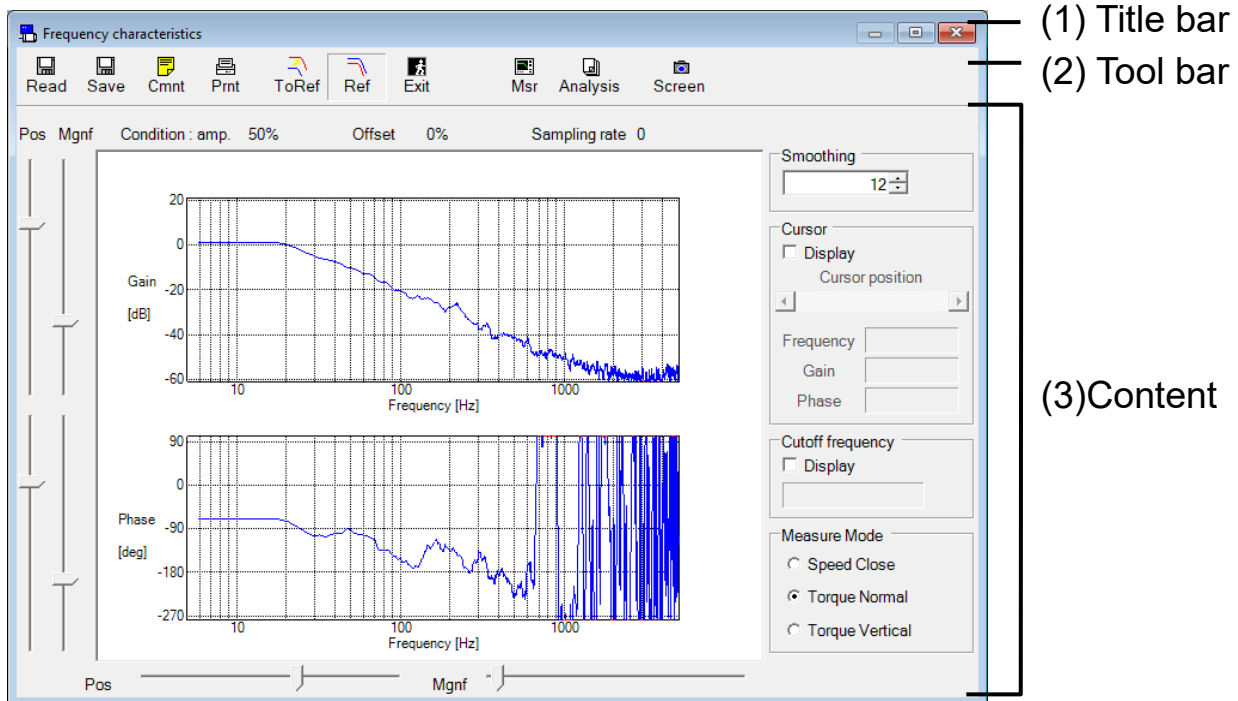 Frequency characteristics
(1) Title bar
Read Save Cmnt Prnt ToRef Ref Exit Msr Analysis Screen
(2) Tool bar
Pos Mgnf Condition : amp. 50% Offset 0% Sampling rate 0
Smoothing
12
20
0
-20
-40
-60
Gain
[dB]
10 100 1000
Frequency [Hz]
Cursor
Display
Cursor position
Frequency
Gain
Phase
(3)Content
90
0
-90
-180
-270
Phase
[deg]
10 100 1000
Frequency [Hz]
Cutoff frequency
Display
Measure Mode
Speed Close
Torque Normal
Torque Vertical
Pos Mgnf